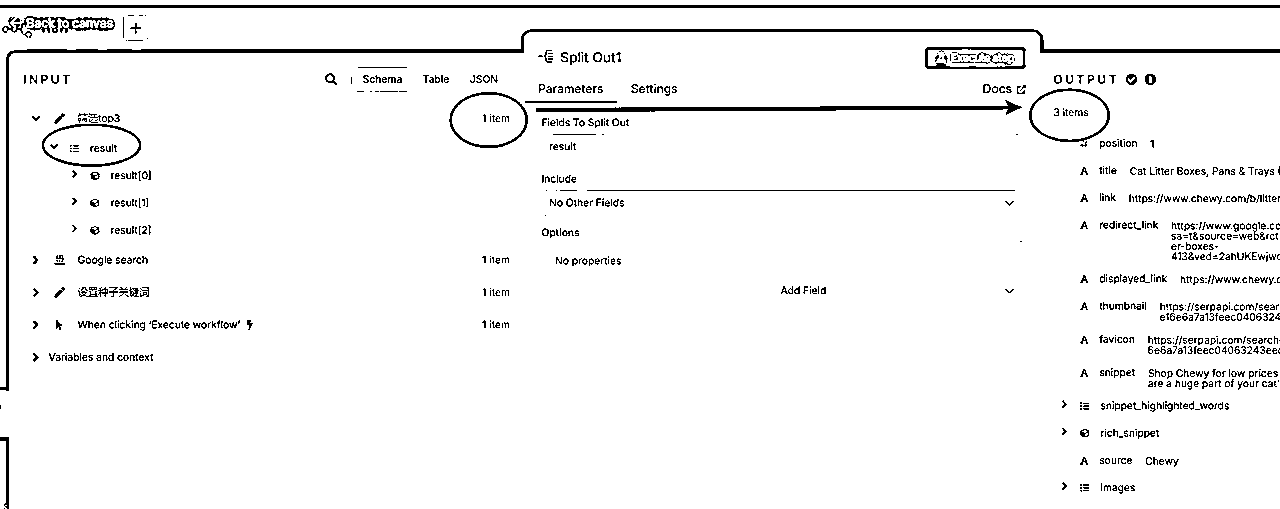 Back to canvas
INPUT
Schema Table JSON
筛选top3 1 item
result
result[0]
result[1]
result[2]
Google search 1 item
设置种子关键词 1 item
When clicking ‘Execute workflow’ 1 item
Variables and context
Split Out1
Execute step
Parameters Settings
Docs
Fields To Split Out
result
Include
No Other Fields
Options
No properties
Add Field
OUTPUT
3 items
# position 1
A title Cat Litter Boxes, Pans & Trays
A link https://www.chewy.com/b/litter
A redirect_link https://www.google.co
sa=t&source=web&rct
er-boxes-
413&ved=2ahUKEwjwc
A displayed_link https://www.chewy.c
A thumbnail https://serpapi.com/sear
e16e6a7a13feec0406324
A favicon https://serpapi.com/search-
6e6a7a13feec04063243eec
A snippet Shop Chewy for low prices
are a huge part of your cat'
snippet_highlighted_words
rich_snippet
A source Chewy
images